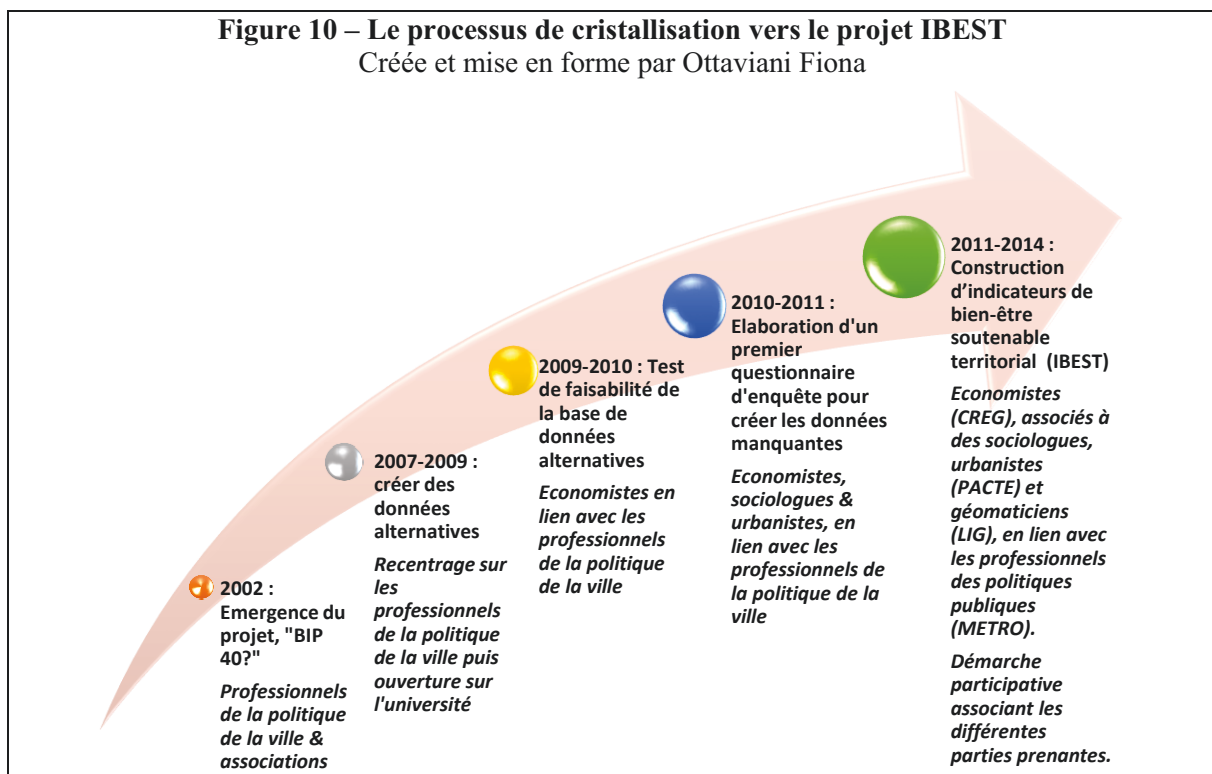 Figure 10 – Le processus de cristallisation vers le projet IBEST
Créée et mise en forme par Ottaviani Fiona
2002 :
Emergence du
projet, "BIP
40?"
Professionnels
de la politique
de la ville &
associations
2007-2009 :
créer des
données
alternatives
Recentrage sur
les
professionnels
de la politique
de la ville puis
ouverture sur
l'université
2009-2010 : Test
de faisabilité de
la base de
données
alternatives
Economistes en
lien avec les
professionnels
de la politique
de la ville
2010-2011 :
Elaboration d'un
premier
questionnaire
d'enquête pour
créer les données
manquantes
Economistes,
sociologues &
urbanistes, en
lien avec les
professionnels de
la politique de la
ville
2011-2014 :
Construction
d’indicateurs de
bien-être
soutenable
territorial (IBEST)
Economistes
(CREG), associés à
des sociologues,
urbanistes
(PACTE) et
géomaticiens
(LIG), en lien avec
les professionnels
des politiques
publiques
(METRO).
Démarche
participative
associant les
différentes
parties prenantes.